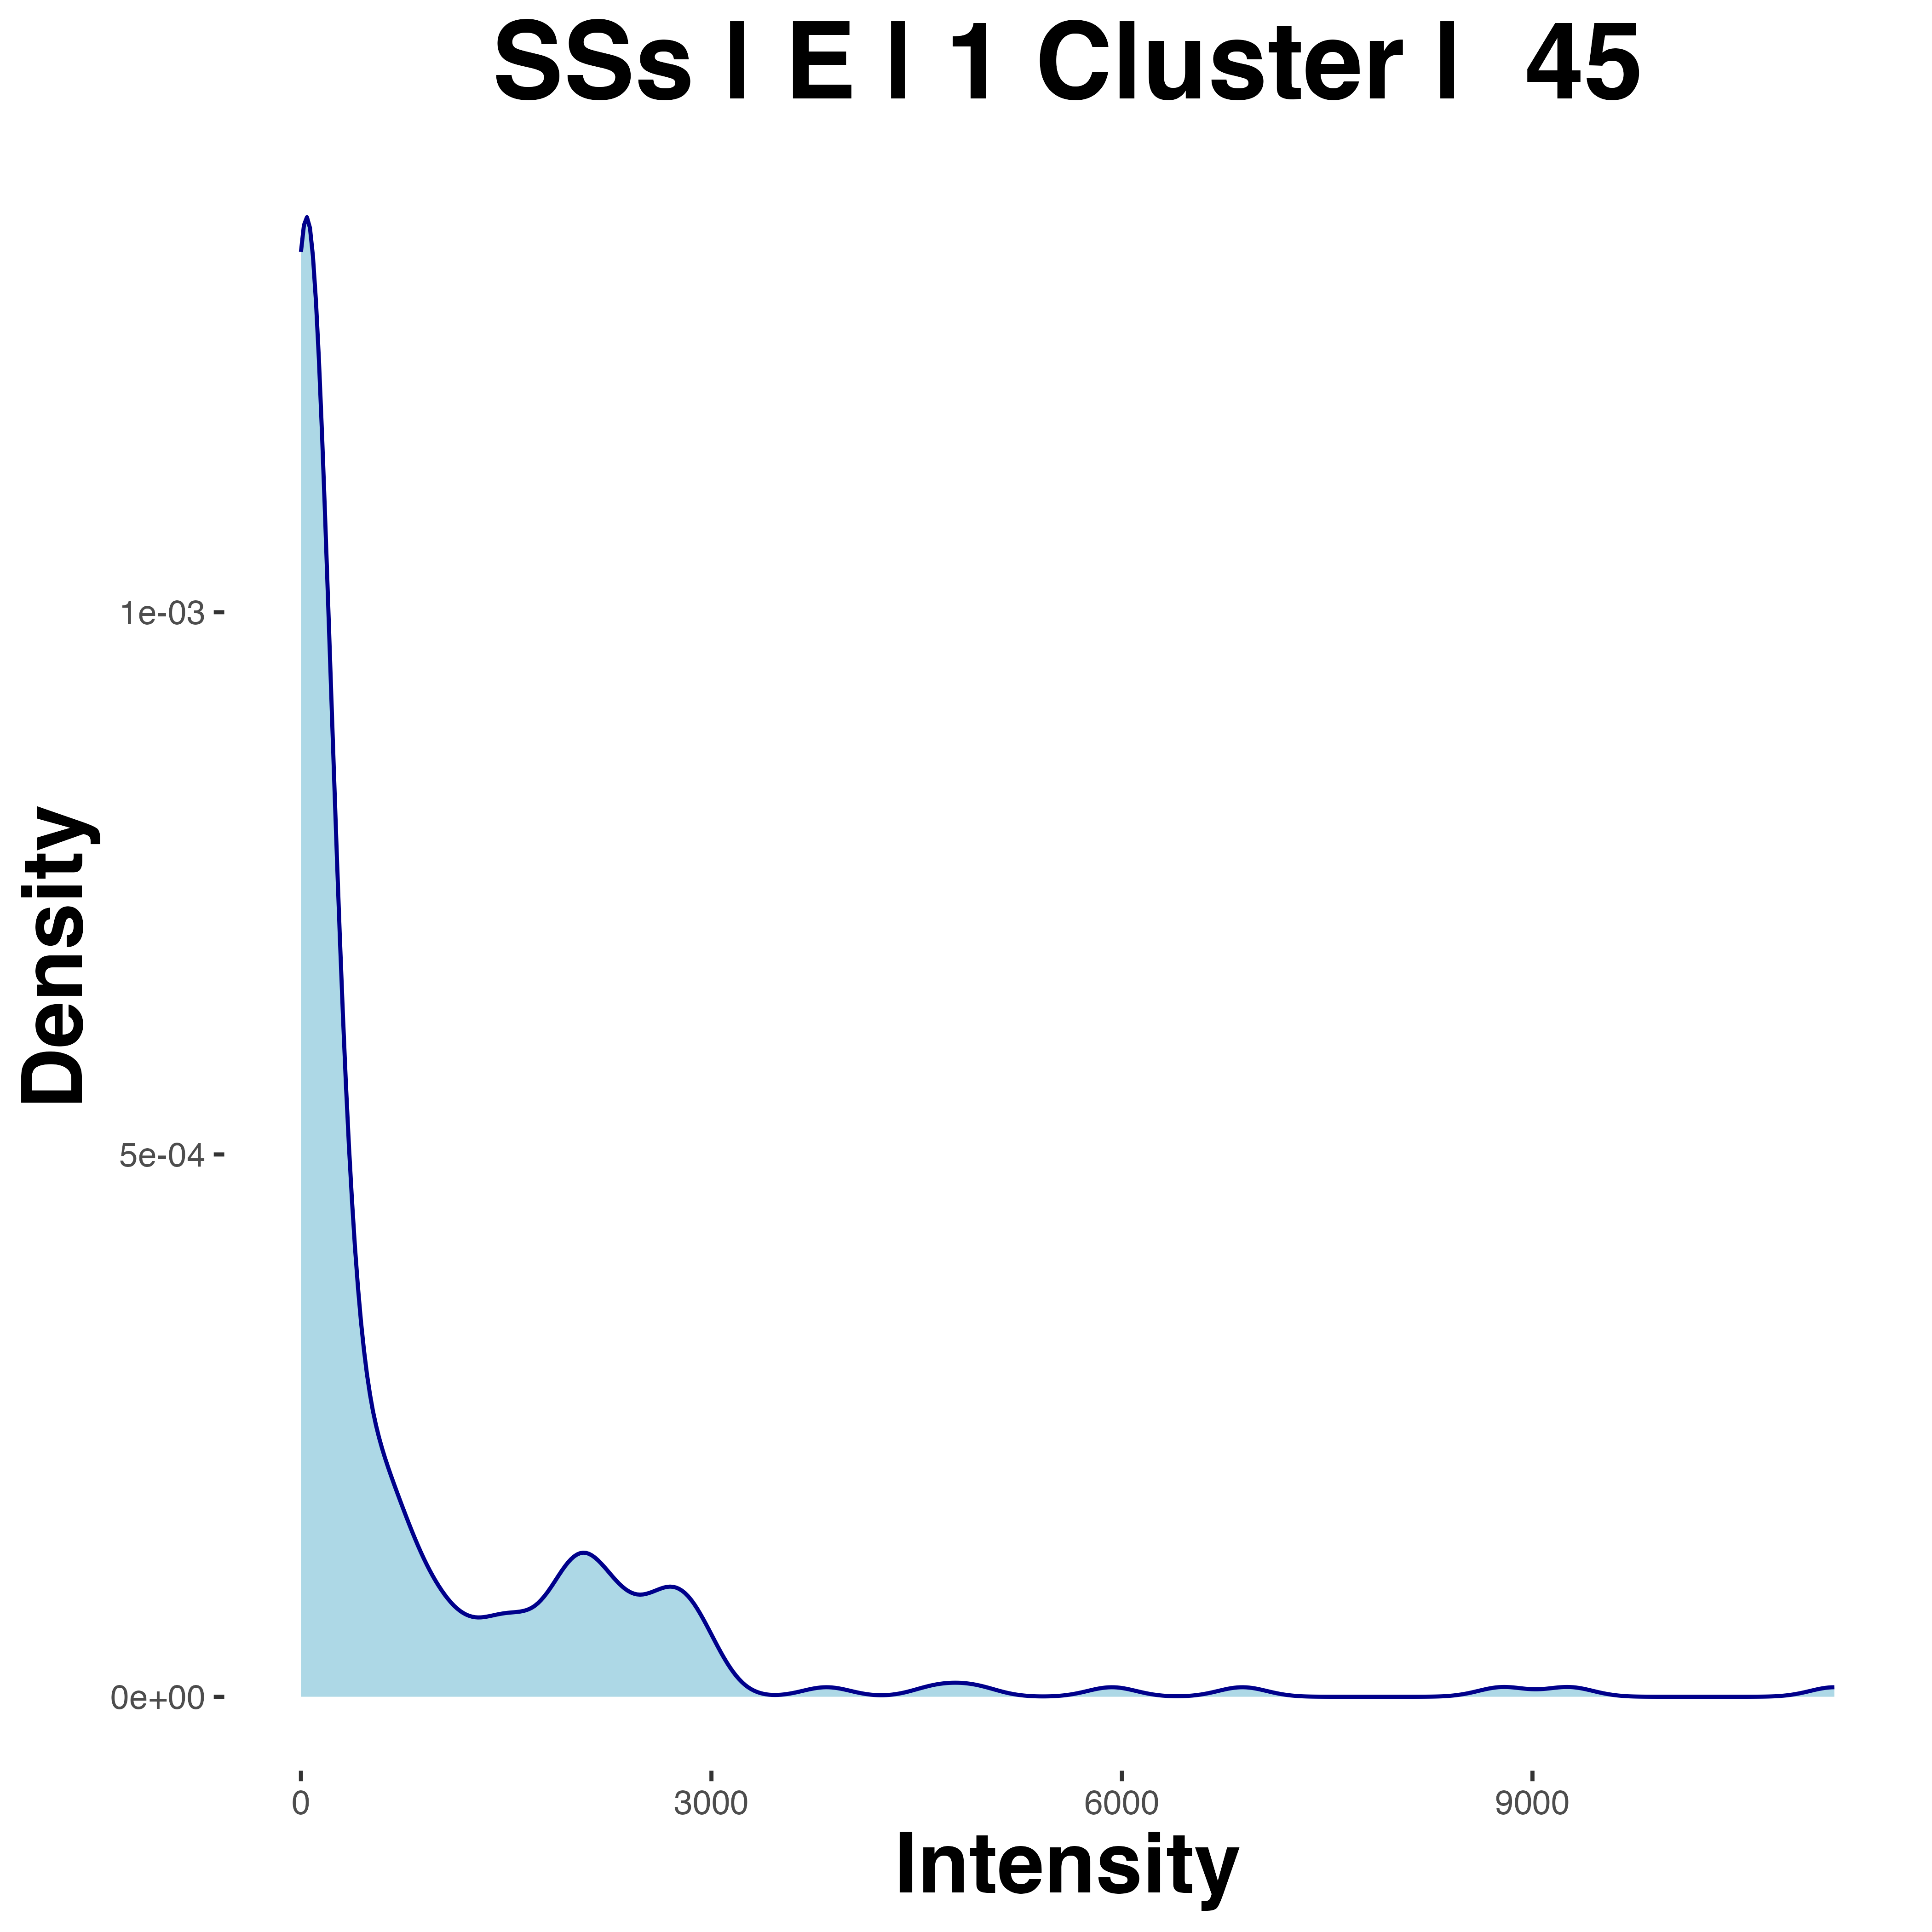 SSs | E | 1 Cluster |  45
Density
1e-03
5e-04
0e+00
0
3000
6000
9000
Intensity